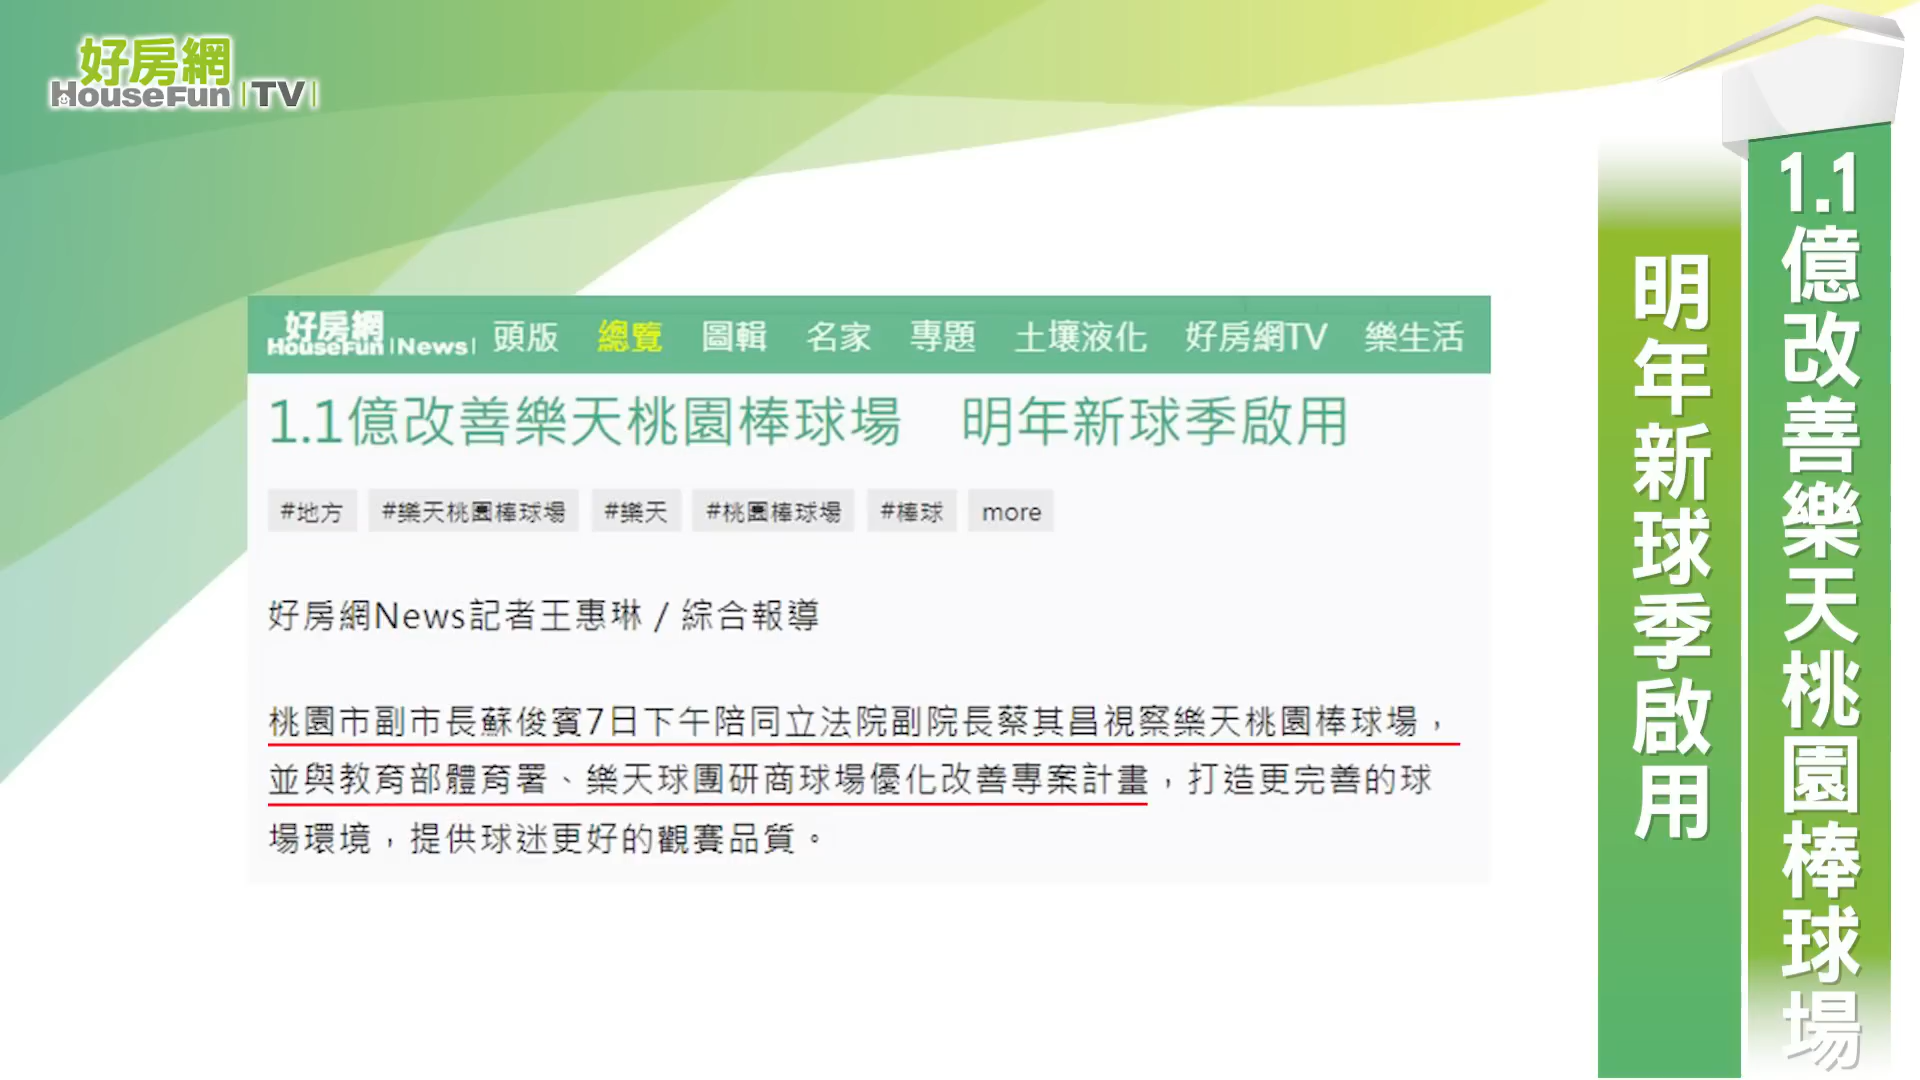 好房網
HouseFun TV
1.1億改善樂天桃園棒球場
明年新球季啟用
好房網
HouseFun News 頭版 總覽 圖輯 名家 專題 土壤液化 好房網TV 樂生活
1.1億改善樂天桃園棒球場 明年新球季啟用
#地方 #樂天桃園棒球場 #樂天 #桃園棒球場 #棒球 more
好房網News記者王惠琳/綜合報導
桃園市副市長蘇俊賓7日下午陪同立法院副院長蔡其昌視察樂天桃園棒球場，
並與教育部體育署、樂天球團研商球場優化改善專案計畫，打造更完善的球
場環境，提供球迷更好的觀賽品質。